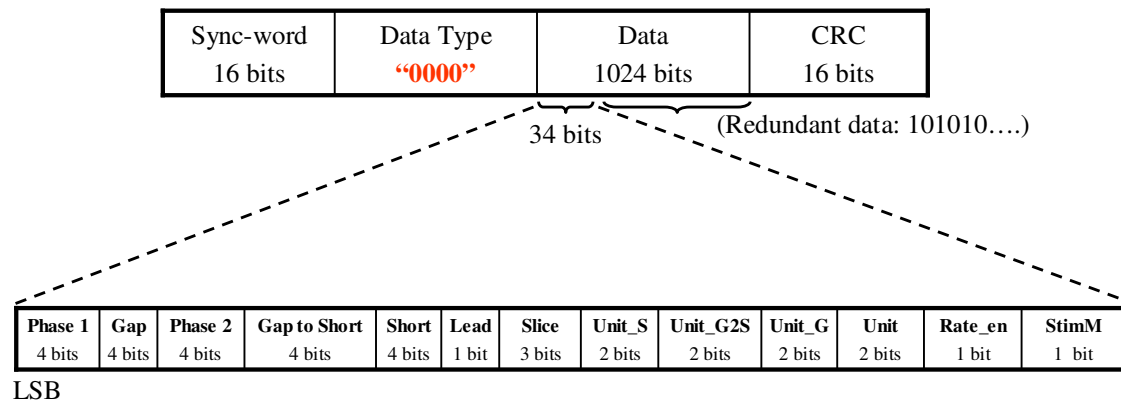 Sync-word Data Type Data CRC
16 bits “0000” 1024 bits 16 bits
34 bits (Redundant data: 101010….)
Phase 1 Gap Phase 2 Gap to Short Short Lead Slice Unit_S Unit_G2S Unit_G Unit Rate_en StimM
4 bits 4 bits 4 bits 4 bits 4 bits 1 bit 3 bits 2 bits 2 bits 2 bits 2 bits 1 bit 1 bit
LSB